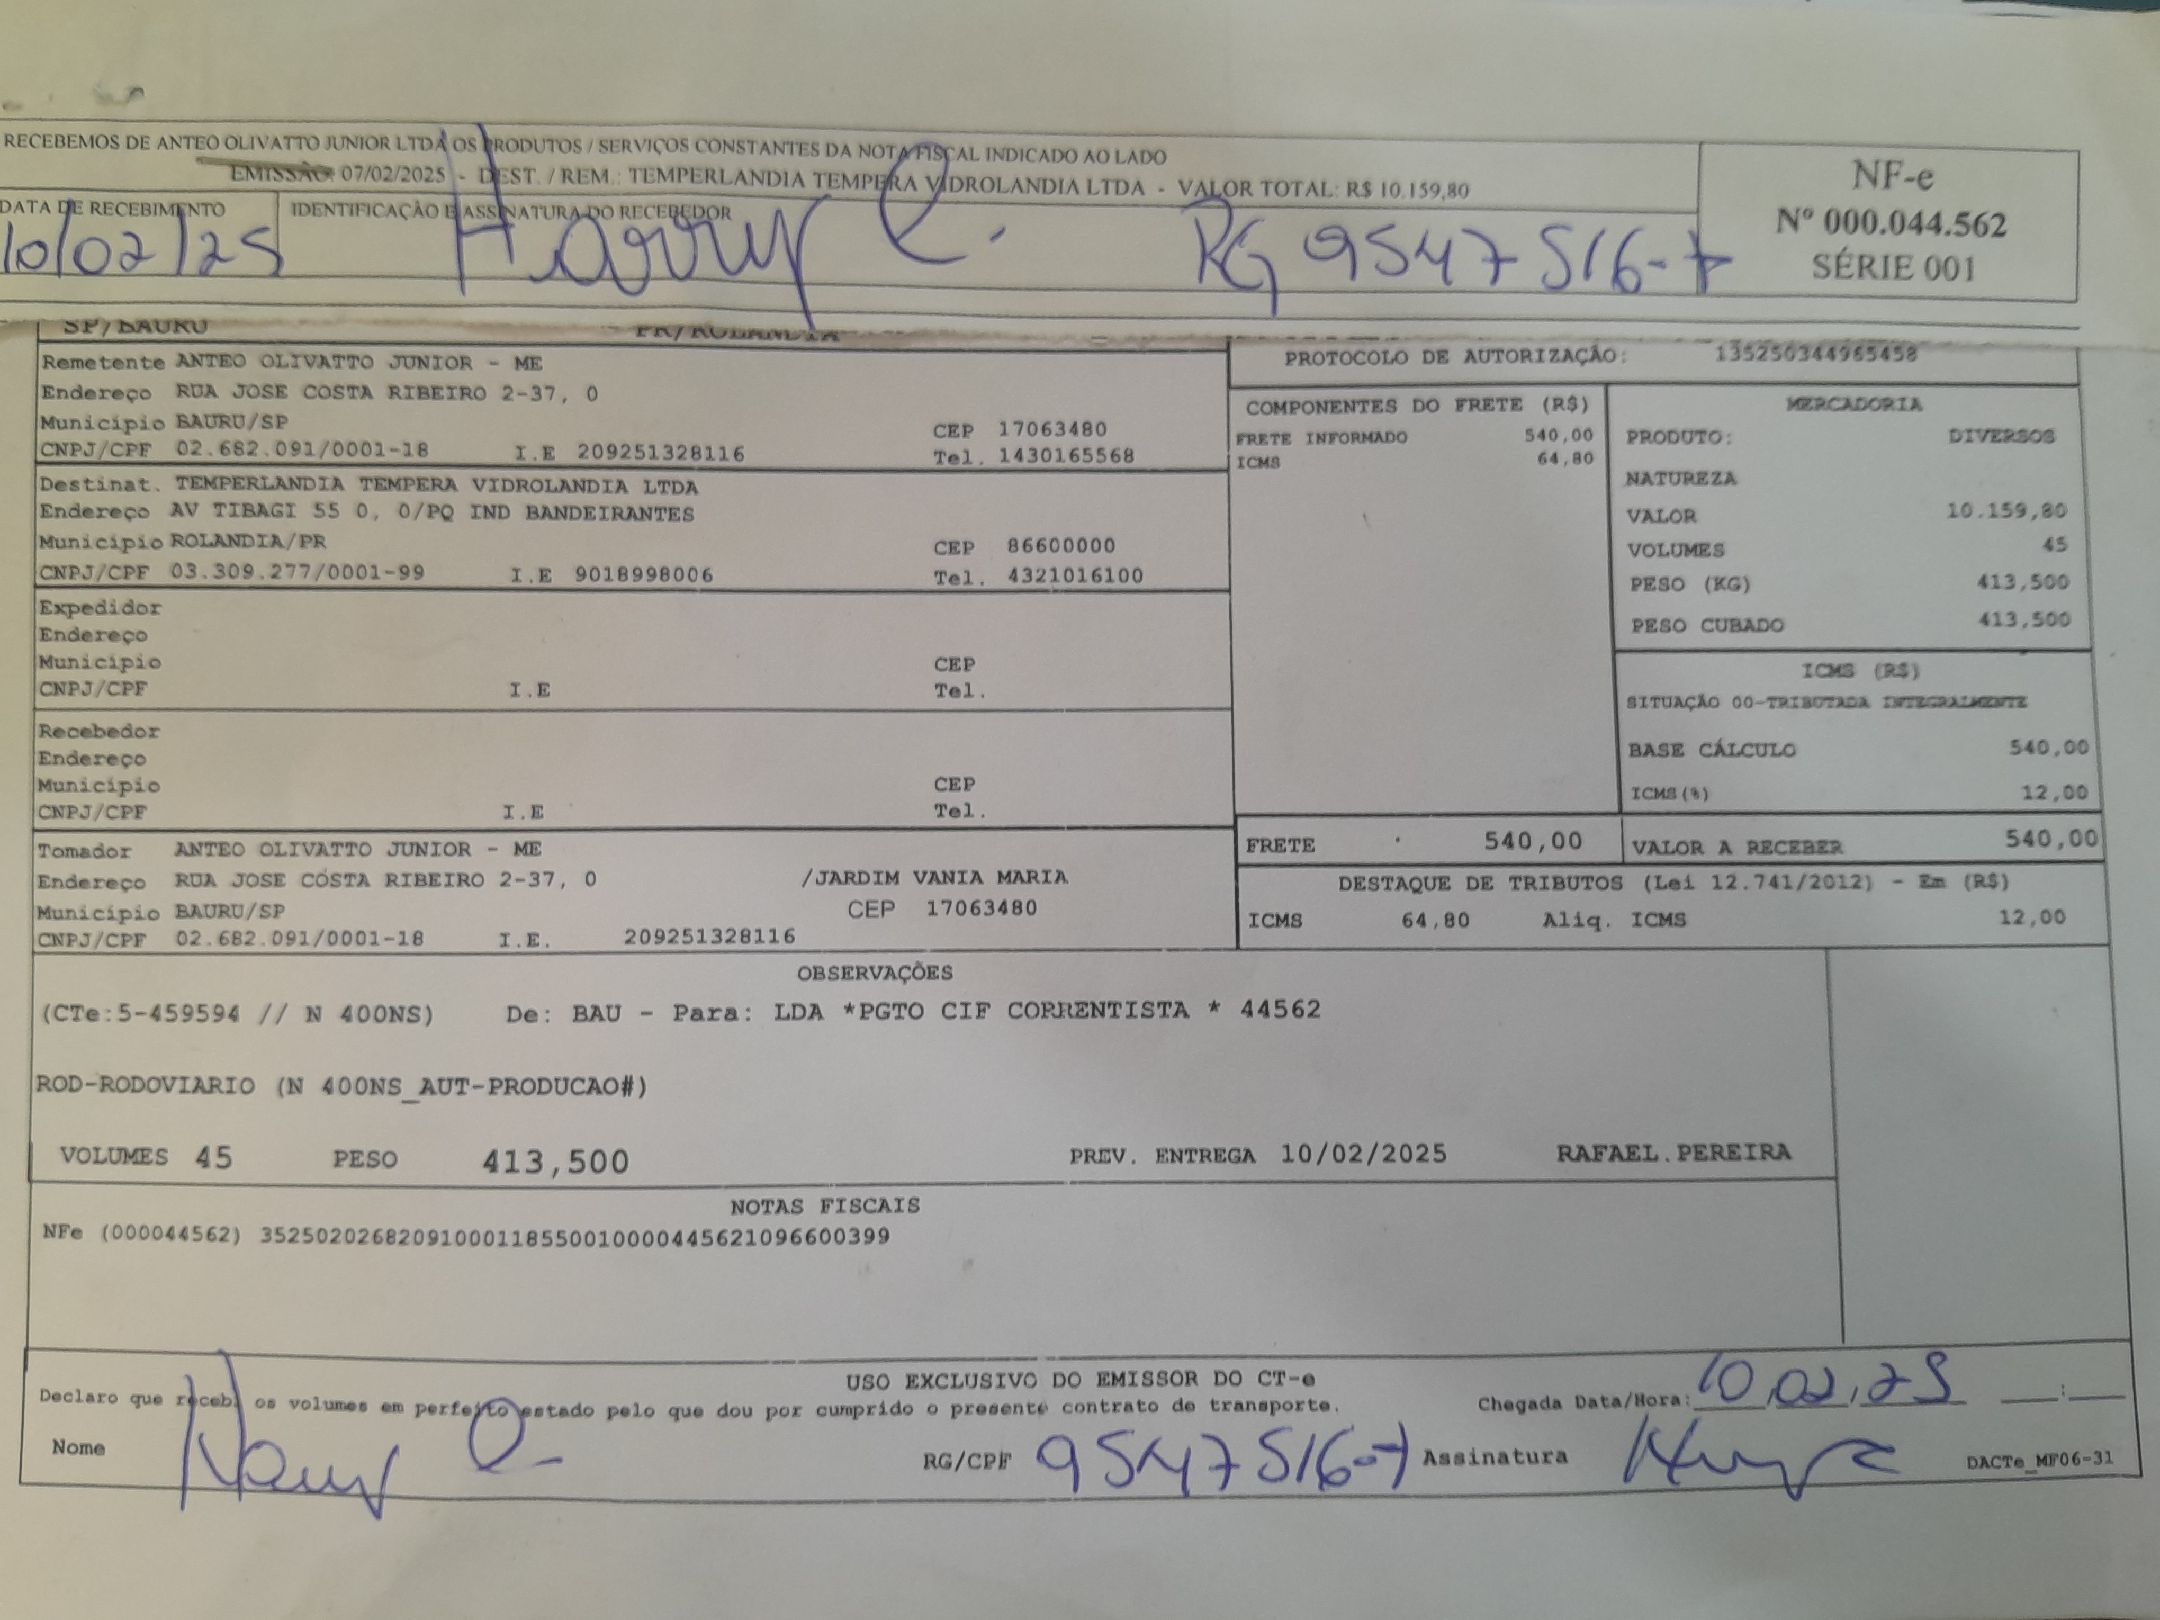 RECEBEMOS DE ANTEO OLIVATTO JUNIOR LTDA OS PRODUTOS / SERVIÇOS CONSTANTES DA NOTA FISCAL INDICADO AO LADO
EMISSÃO: 07/02/2025 - DEST. / REM.: TEMPERLANDIA TEMPERA VIDROLANDIA LTDA - VALOR TOTAL: R$ 10.159,80
NF-e
Nº 000.044.562
SÉRIE 001
DATA DE RECEBIMENTO
IDENTIFICAÇÃO E ASSINATURA DO RECEBEDOR
10/02/25 Harry C. RG 9547516-7
SP/BAURU PR/ROLANDIA
Remetente ANTEO OLIVATTO JUNIOR - ME
Endereço RUA JOSE COSTA RIBEIRO 2-37, 0
Município BAURU/SP CEP 17063480
CNPJ/CPF 02.682.091/0001-18 I.E 209251328116 Tel. 1430165568
Destinat. TEMPERLANDIA TEMPERA VIDROLANDIA LTDA
Endereço AV TIBAGI 55 0, 0/PQ IND BANDEIRANTES
Município ROLANDIA/PR CEP 86600000
CNPJ/CPF 03.309.277/0001-99 I.E 9018998006 Tel. 4321016100
Expedidor
Endereço
Município CEP
CNPJ/CPF I.E Tel.
Recebedor
Endereço
Município CEP
CNPJ/CPF I.E Tel.
Tomador ANTEO OLIVATTO JUNIOR - ME
Endereço RUA JOSE COSTA RIBEIRO 2-37, 0 /JARDIM VANIA MARIA
Município BAURU/SP CEP 17063480
CNPJ/CPF 02.682.091/0001-18 I.E. 209251328116
PROTOCOLO DE AUTORIZAÇÃO: 135250344965458
COMPONENTES DO FRETE (R$)
FRETE INFORMADO 540,00
ICMS 64,80
MERCADORIA
PRODUTO: DIVERSOS
NATUREZA
VALOR 10.159,80
VOLUMES 45
PESO (KG) 413,500
PESO CUBADO 413,500
ICMS (R$)
SITUAÇÃO 00-TRIBUTADA INTEGRALMENTE
BASE CÁLCULO 540,00
ICMS(%) 12,00
FRETE 540,00 VALOR A RECEBER 540,00
DESTAQUE DE TRIBUTOS (Lei 12.741/2012) - Em (R$)
ICMS 64,80 Aliq. ICMS 12,00
OBSERVAÇÕES
(CTe:5-459594 // N 400NS) De: BAU - Para: LDA *PGTO CIF CORRENTISTA * 44562
ROD-RODOVIARIO (N 400NS_AUT-PRODUCAO#)
VOLUMES 45 PESO 413,500 PREV. ENTREGA 10/02/2025 RAFAEL.PEREIRA
NOTAS FISCAIS
NFe (000044562) 35250202682091000118550010000445621096600399
USO EXCLUSIVO DO EMISSOR DO CT-e
Declaro que recebi os volumes em perfeito estado pelo que dou por cumprido o presente contrato de transporte. Chegada Data/Hora: 10,02,25 __:__
Nome Harry C. RG/CPF 9547516-7 Assinatura DACTe_MF06-31